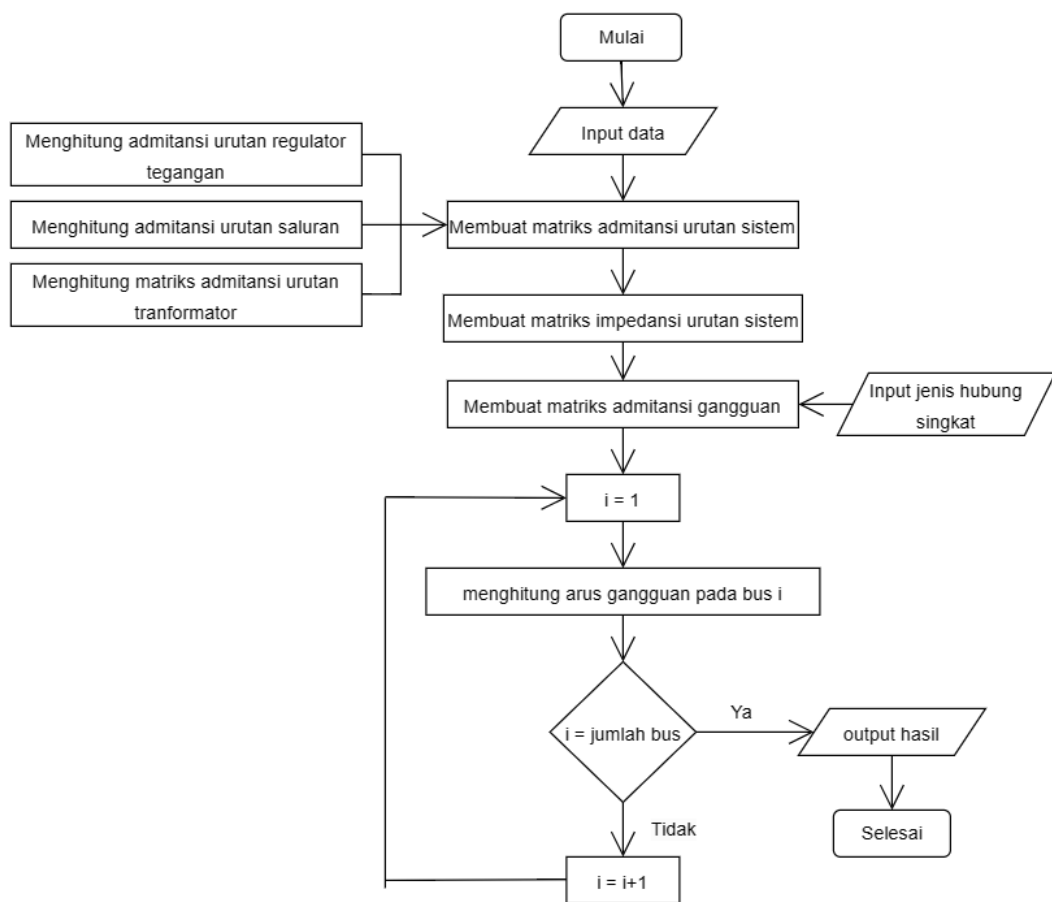 Mulai
Input data
Menghitung admitansi urutan regulator
tegangan
Menghitung admitansi urutan saluran
Menghitung matriks admitansi urutan
tranformator
Membuat matriks admitansi urutan sistem
Membuat matriks impedansi urutan sistem
Membuat matriks admitansi gangguan
Input jenis hubung
singkat
i = 1
menghitung arus gangguan pada bus i
i = jumlah bus
Ya
output hasil
Selesai
Tidak
i = i+1